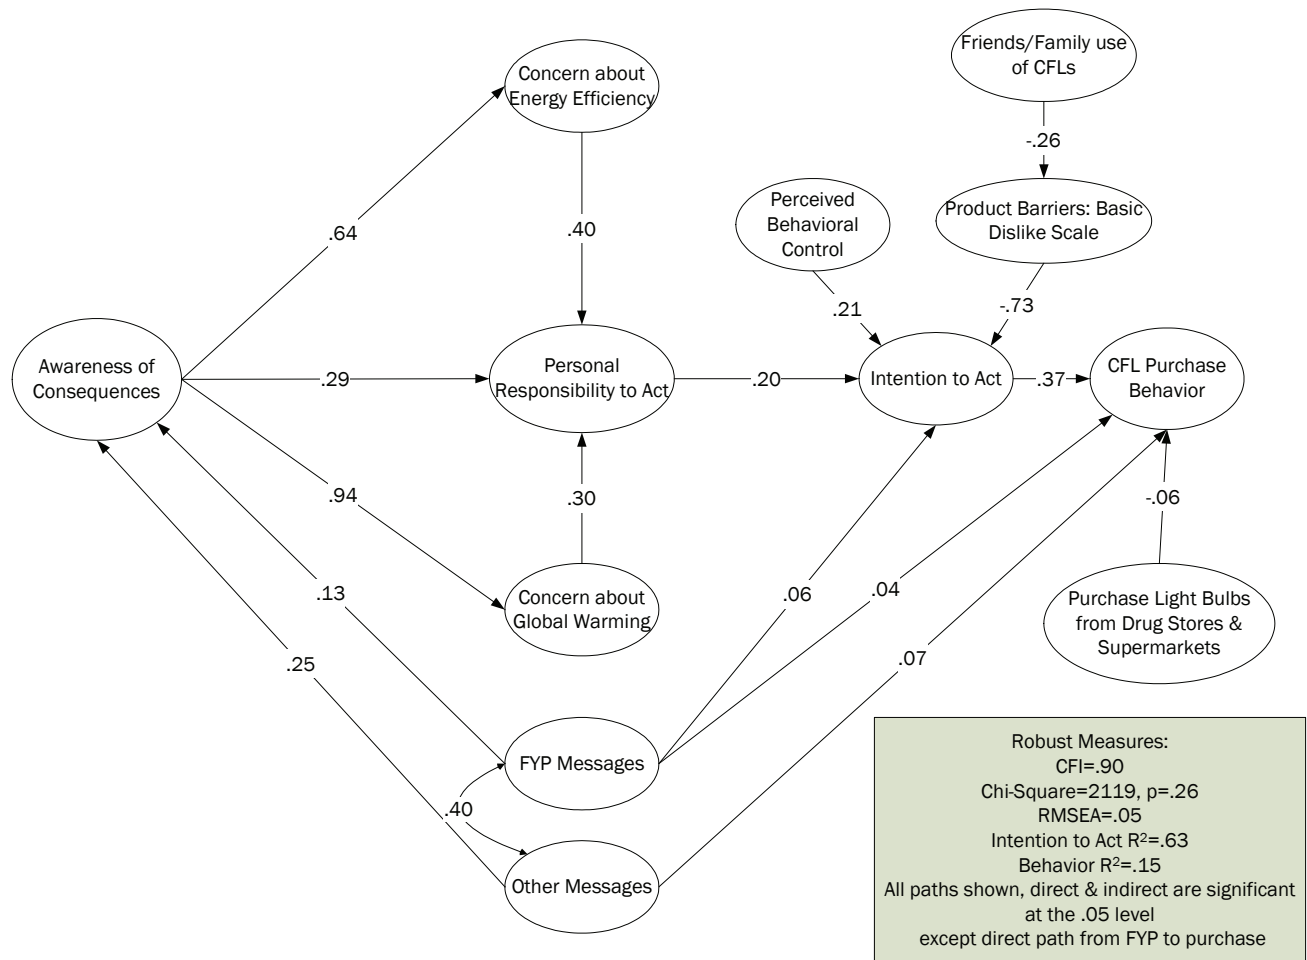 Friends/Family use
of CFLs
Concern about
Energy Efficiency
-.26
Perceived
Behavioral
Control
Product Barriers: Basic
Dislike Scale
.64
.40
.21
-.73
Awareness of
Consequences
.29
Personal
Responsibility to Act
.20
Intention to Act
.37
CFL Purchase
Behavior
.94
.30
-.06
.13
Concern about
Global Warming
.06
.04
Purchase Light Bulbs
from Drug Stores &
Supermarkets
.25
.07
FYP Messages
.40
Other Messages
Robust Measures:
CFI=.90
Chi-Square=2119, p=.26
RMSEA=.05
Intention to Act R²=.63
Behavior R²=.15
All paths shown, direct & indirect are significant
at the .05 level
except direct path from FYP to purchase